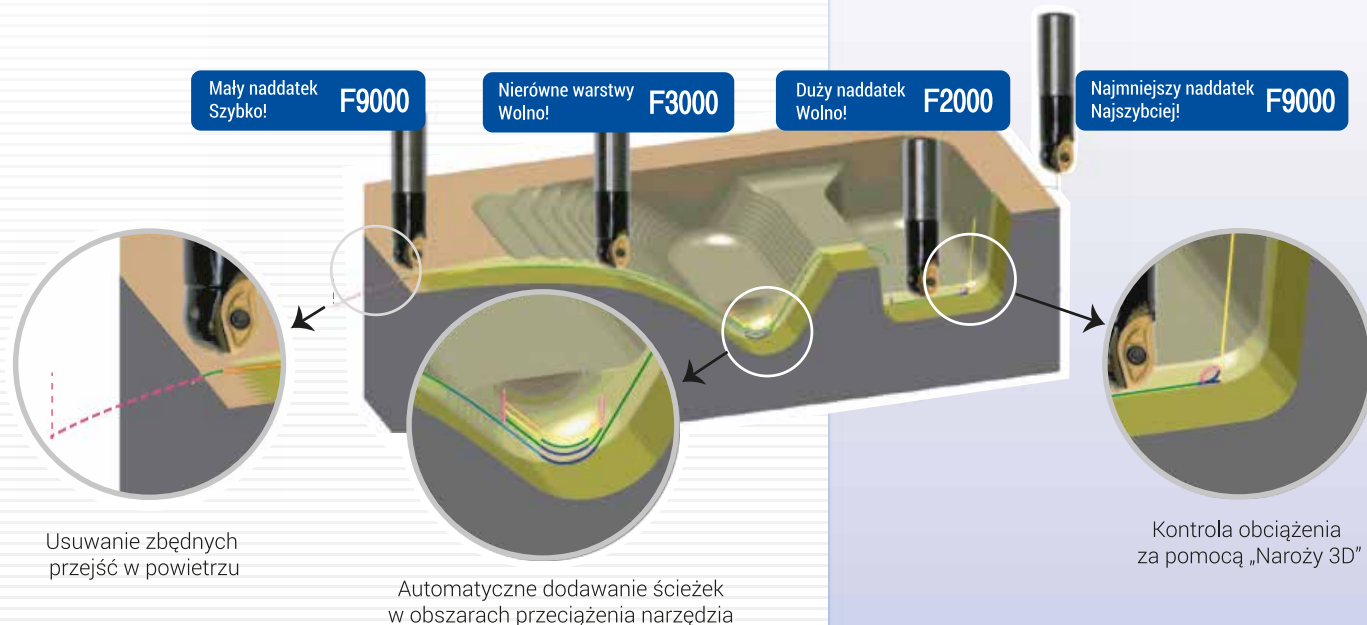 Mały naddatek
Szybko!
F9000
Nierówne warstwy
Wolno!
F3000
Duży naddatek
Wolno!
F2000
Najmniejszy naddatek
Najszybciej!
F9000
Usuwanie zbędnych
przejść w powietrzu
Automatyczne dodawanie ścieżek
w obszarach przeciążenia narzędzia
Kontrola obciążenia
za pomocą „Naroży 3D”